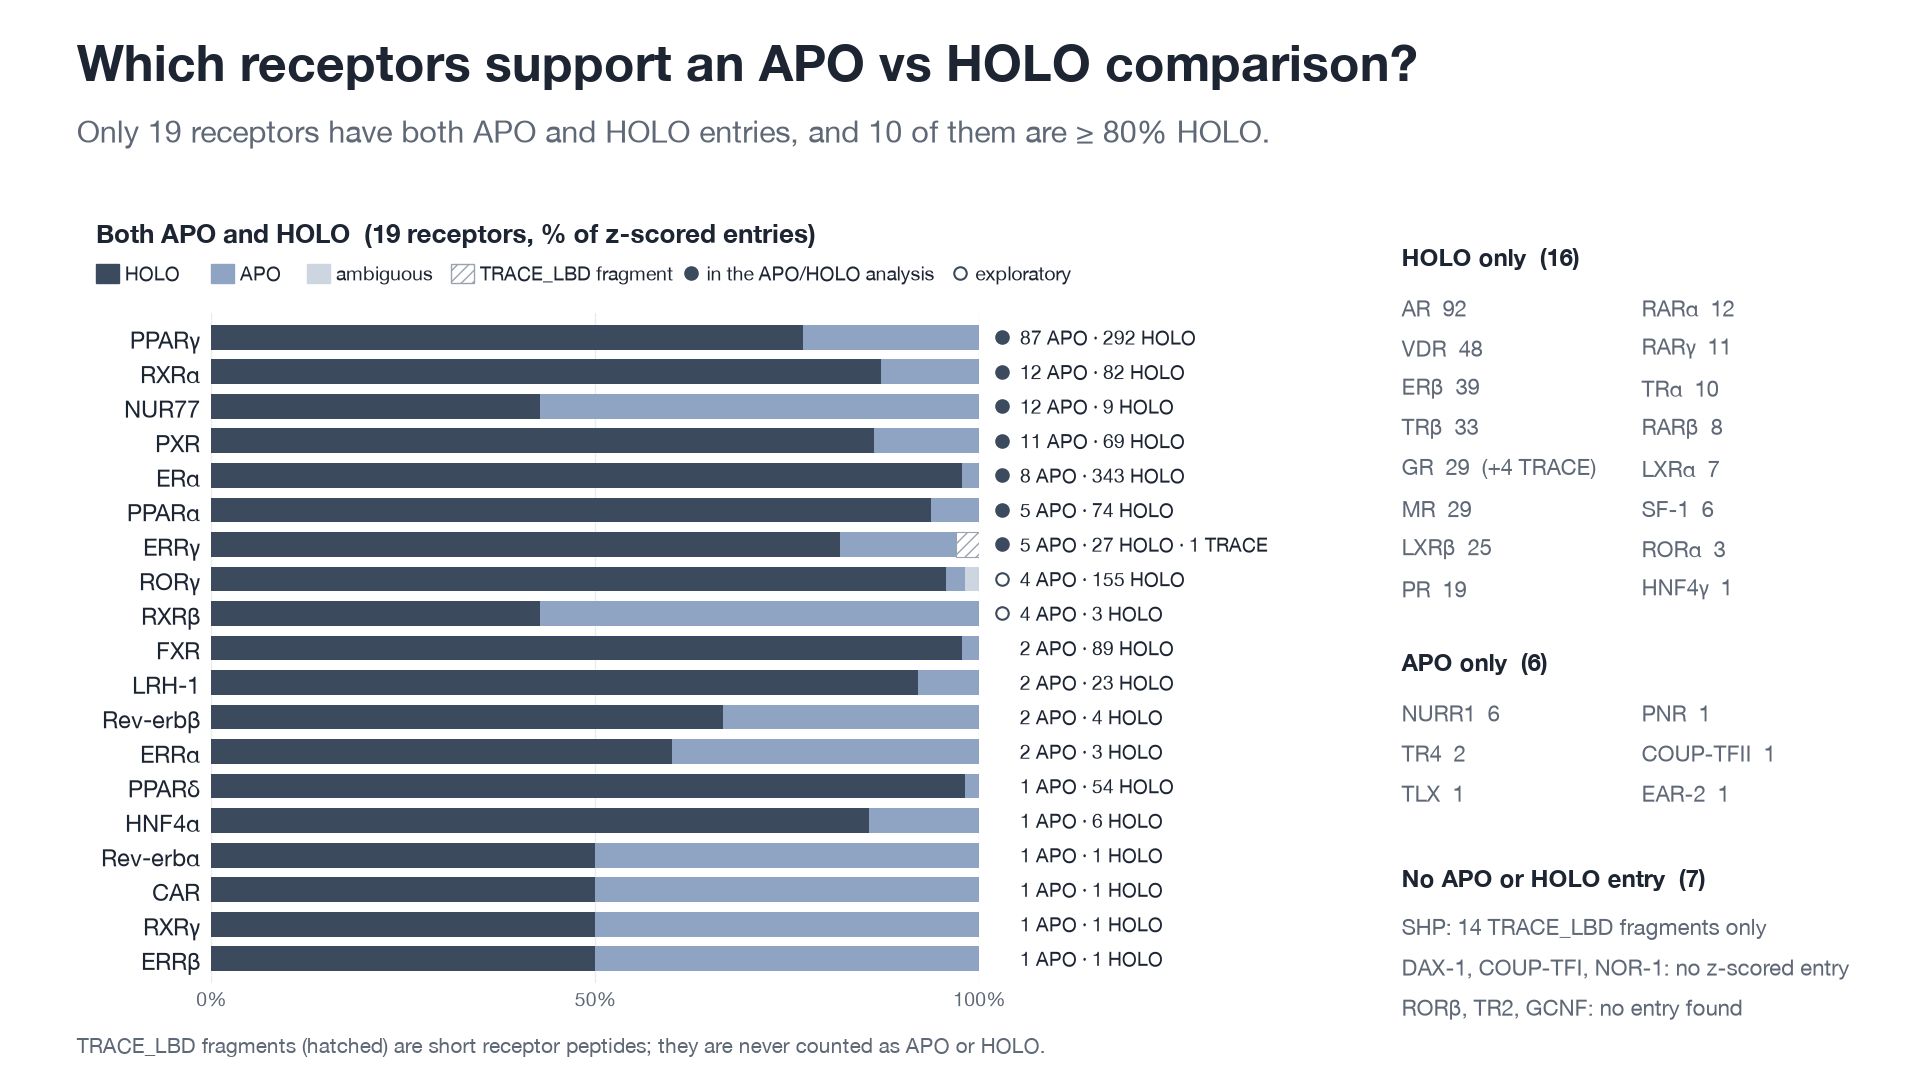 Which receptors support an APO vs HOLO comparison?
Only 19 receptors have both APO and HOLO entries, and 10 of them are ≥ 80% HOLO.
Both APO and HOLO (19 receptors, % of z-scored entries)
HOLO APO ambiguous TRACE_LBD fragment in the APO/HOLO analysis exploratory
PPARγ 87 APO · 292 HOLO
RXRα 12 APO · 82 HOLO
NUR77 12 APO · 9 HOLO
PXR 11 APO · 69 HOLO
ERα 8 APO · 343 HOLO
PPARα 5 APO · 74 HOLO
ERRγ 5 APO · 27 HOLO · 1 TRACE
RORγ 4 APO · 155 HOLO
RXRβ 4 APO · 3 HOLO
FXR 2 APO · 89 HOLO
LRH-1 2 APO · 23 HOLO
Rev-erbβ 2 APO · 4 HOLO
ERRα 2 APO · 3 HOLO
PPARδ 1 APO · 54 HOLO
HNF4α 1 APO · 6 HOLO
Rev-erbα 1 APO · 1 HOLO
CAR 1 APO · 1 HOLO
RXRγ 1 APO · 1 HOLO
ERRβ 1 APO · 1 HOLO
0% 50% 100%
HOLO only (16)
AR 92 RARα 12
VDR 48 RARγ 11
ERβ 39 TRα 10
TRβ 33 RARβ 8
GR 29 (+4 TRACE) LXRα 7
MR 29 SF-1 6
LXRβ 25 RORα 3
PR 19 HNF4γ 1
APO only (6)
NURR1 6 PNR 1
TR4 2 COUP-TFII 1
TLX 1 EAR-2 1
No APO or HOLO entry (7)
SHP: 14 TRACE_LBD fragments only
DAX-1, COUP-TFI, NOR-1: no z-scored entry
RORβ, TR2, GCNF: no entry found
TRACE_LBD fragments (hatched) are short receptor peptides; they are never counted as APO or HOLO.